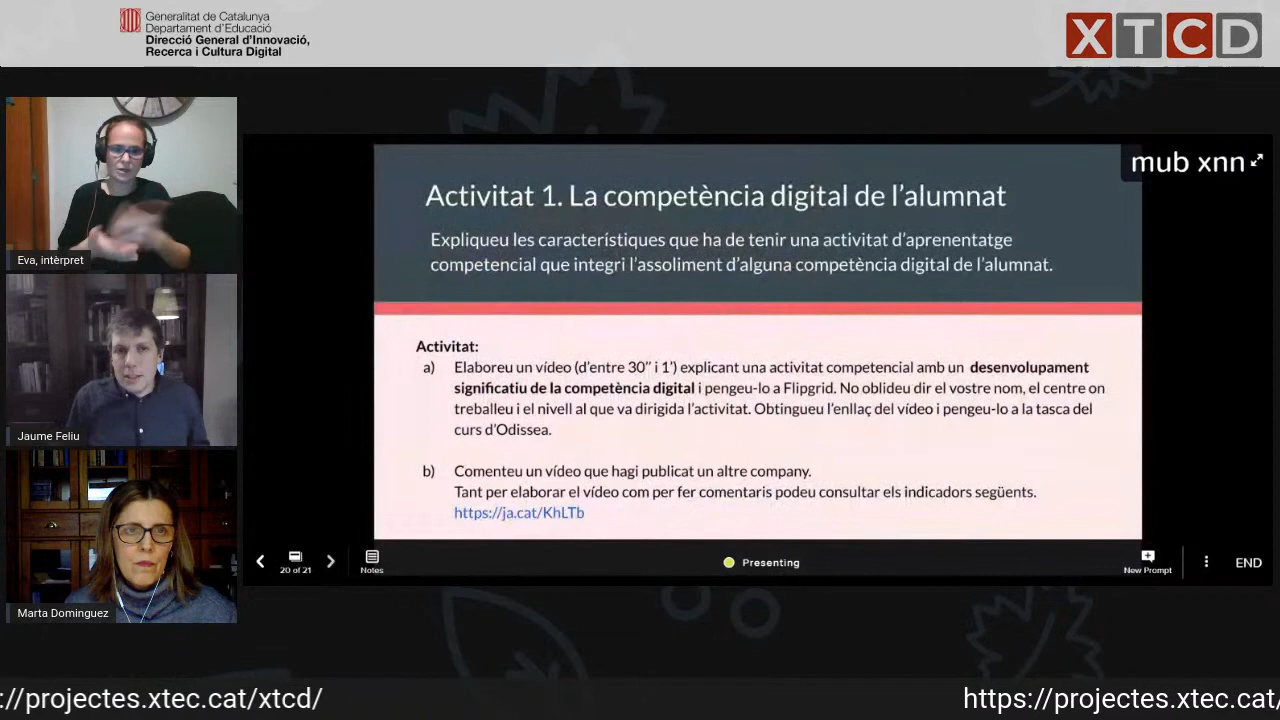 Generalitat de Catalunya
Departament d'Educació
Direcció General d'Innovació,
Recerca i Cultura Digital
XTCD
Eva, intèrpret
Jaume Feliu
Marta Dominguez
mub xnn
Activitat 1. La competència digital de l'alumnat
Expliqueu les característiques que ha de tenir una activitat d'aprenentatge
competencial que integri l'assoliment d'alguna competència digital de l'alumnat.
Activitat:
a) Elaboreu un vídeo (d'entre 30'' i 1') explicant una activitat competencial amb un desenvolupament
significatiu de la competència digital i pengeu-lo a Flipgrid. No oblideu dir el vostre nom, el centre on
treballeu i el nivell al que va dirigida l'activitat. Obtingueu l'enllaç del vídeo i pengeu-lo a la tasca del
curs d'Odissea.
b) Comenteu un vídeo que hagi publicat un altre company.
Tant per elaborar el vídeo com per fer comentaris podeu consultar els indicadors següents.
https://ja.cat/KhLTb
20 of 21
Notes
Presenting
New Prompt
END
://projectes.xtec.cat/xtcd/
https://projectes.xtec.cat/